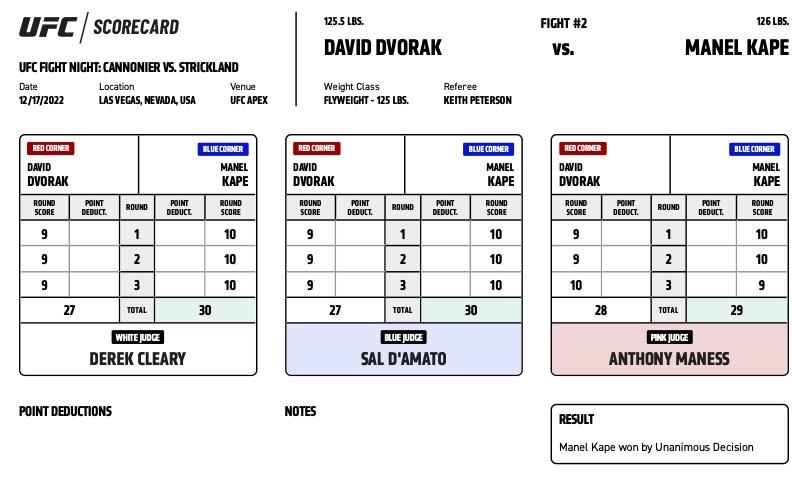 UFC / SCORECARD
UFC FIGHT NIGHT: CANNONIER VS. STRICKLAND
Date Location Venue
12/17/2022 LAS VEGAS, NEVADA, USA UFC APEX
125.5 LBS. FIGHT #2 126 LBS.
DAVID DVORAK vs. MANEL KAPE
Weight Class Referee
FLYWEIGHT - 125 LBS. KEITH PETERSON
RED CORNER BLUE CORNER
DAVID MANEL
DVORAK KAPE
ROUND SCORE POINT DEDUCT. ROUND POINT DEDUCT. ROUND SCORE
9 1 10
9 2 10
9 3 10
27 TOTAL 30
WHITE JUDGE
DEREK CLEARY
RED CORNER BLUE CORNER
DAVID MANEL
DVORAK KAPE
ROUND SCORE POINT DEDUCT. ROUND POINT DEDUCT. ROUND SCORE
9 1 10
9 2 10
9 3 10
27 TOTAL 30
BLUE JUDGE
SAL D'AMATO
RED CORNER BLUE CORNER
DAVID MANEL
DVORAK KAPE
ROUND SCORE POINT DEDUCT. ROUND POINT DEDUCT. ROUND SCORE
9 1 10
9 2 10
10 3 9
28 TOTAL 29
PINK JUDGE
ANTHONY MANESS
POINT DEDUCTIONS
NOTES
RESULT
Manel Kape won by Unanimous Decision